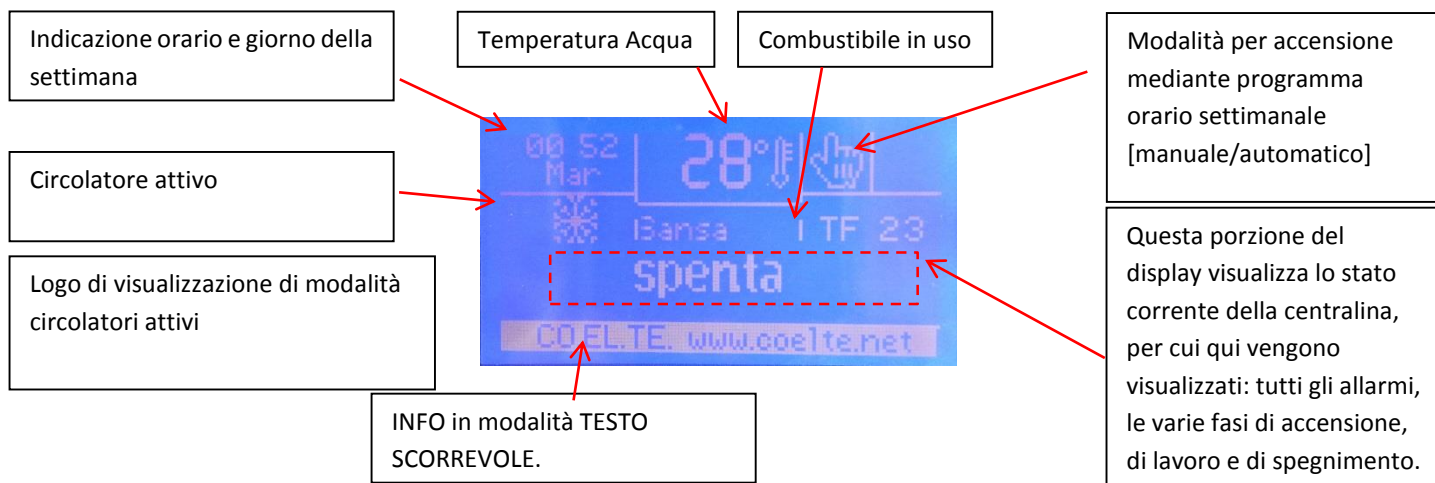 Indicazione orario e giorno della
settimana
Temperatura Acqua
Combustibile in uso
Modalità per accensione
mediante programma
orario settimanale
[manuale/automatico]
Circolatore attivo
Logo di visualizzazione di modalità
circolatori attivi
00 52
Mar
28°
Sansa
TF 23
spenta
CO.EL.TE. www.coelte.net
Questa porzione del
display visualizza lo stato
corrente della centralina,
per cui qui vengono
visualizzati: tutti gli allarmi,
le varie fasi di accensione,
di lavoro e di spegnimento.
INFO in modalità TESTO
SCORREVOLE.